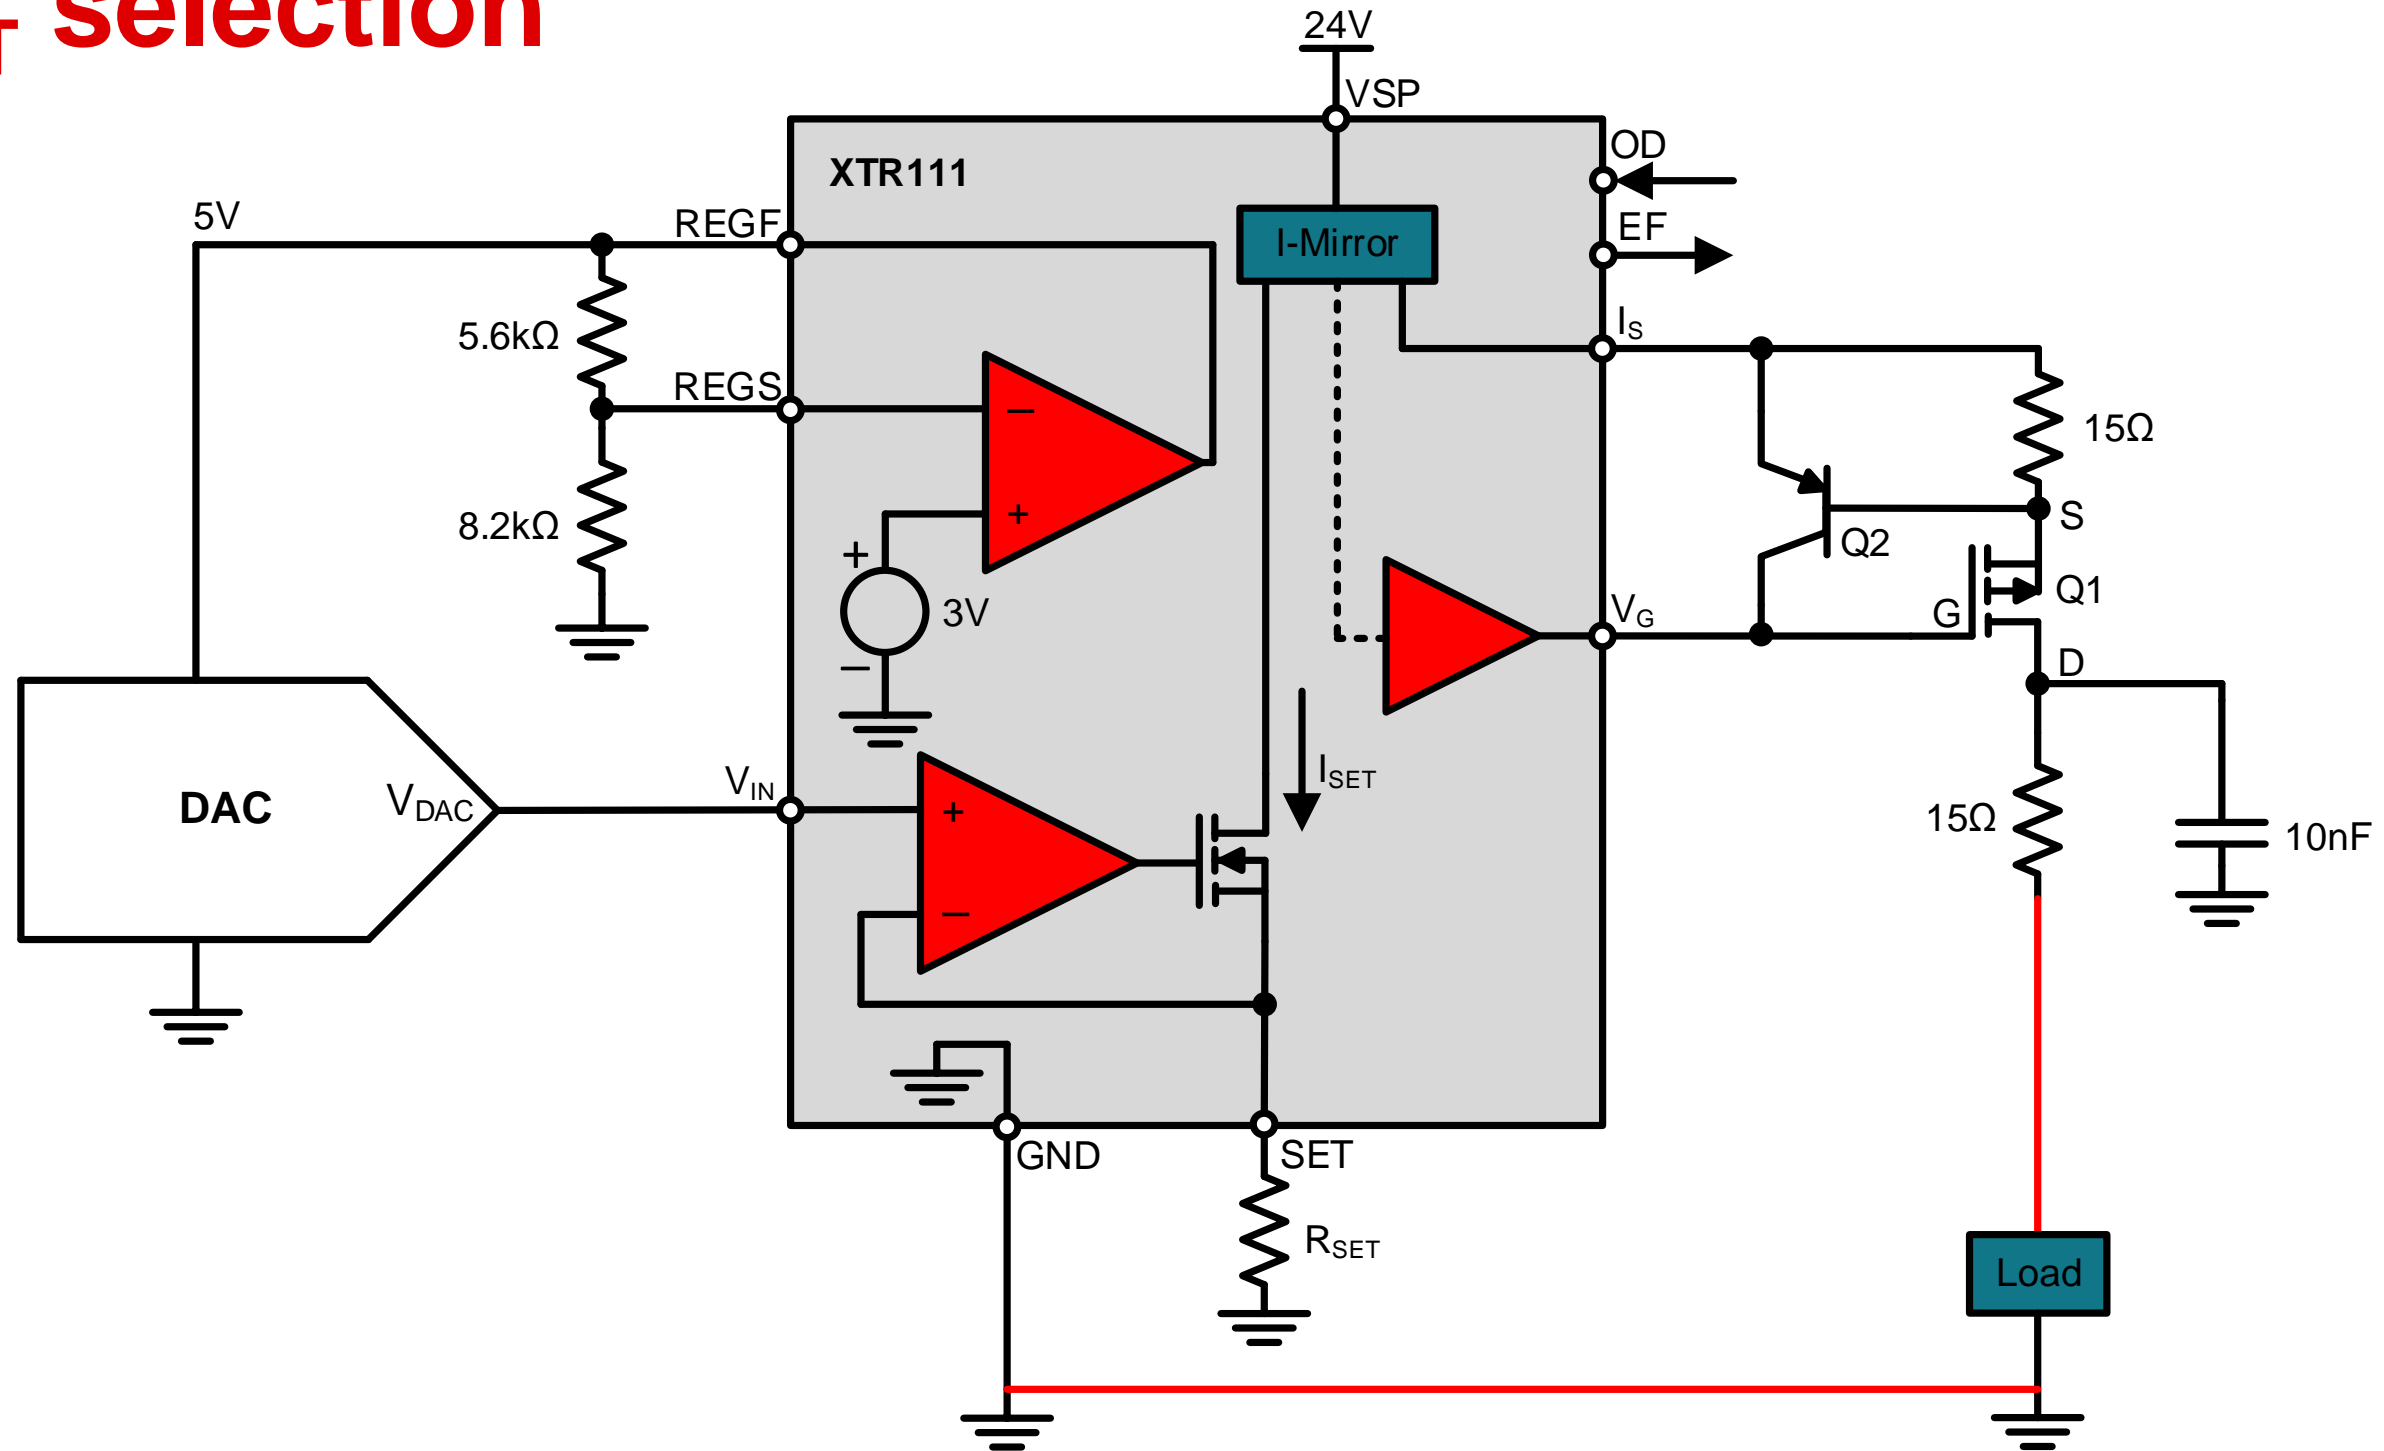 T selection
24V
VSP
XTR111
OD
5V
REGF
EF
I-Mirror
IS
5.6kΩ
REGS
–
15Ω
8.2kΩ
+
S
Q2
+
3V
Q1
VG
G
–
D
DAC
VDAC
VIN
+
ISET
15Ω
10nF
–
GND
SET
RSET
Load